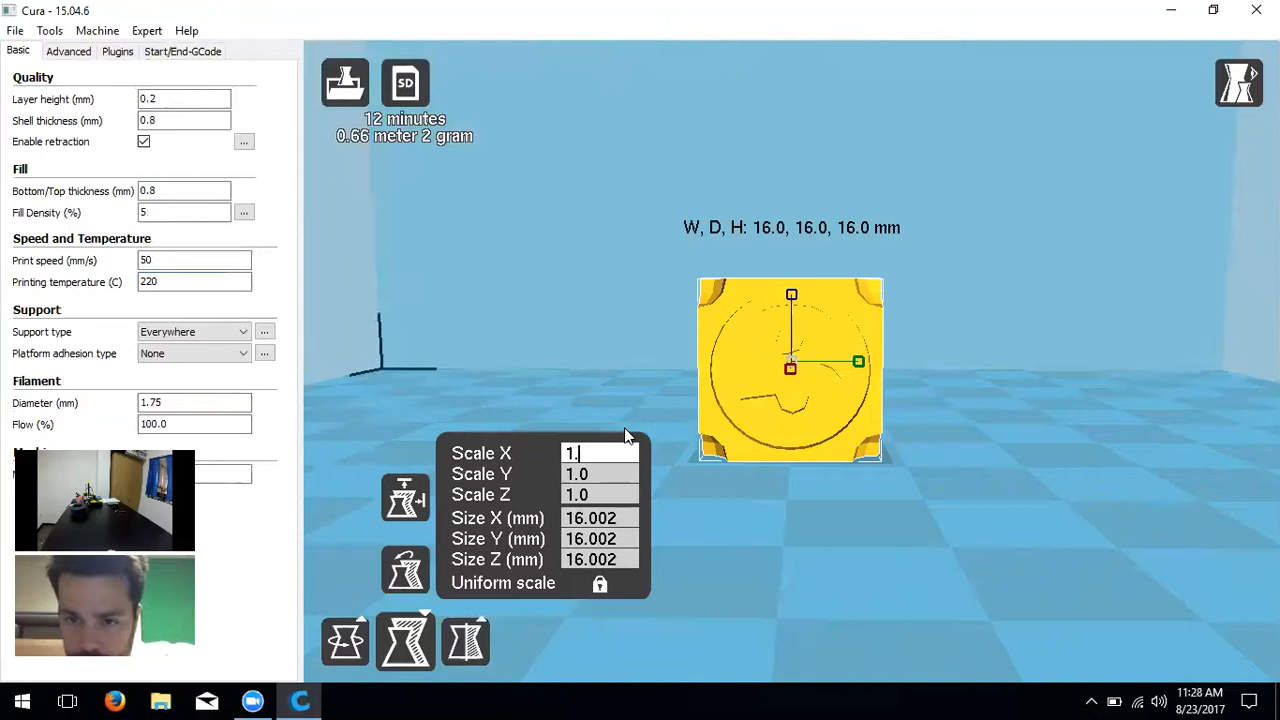 Cura - 15.04.6
File Tools Machine Expert Help
Basic Advanced Plugins Start/End-GCode
Quality
Layer height (mm) 0.2
Shell thickness (mm) 0.8
Enable retraction ...
Fill
Bottom/Top thickness (mm) 0.8
Fill Density (%) 5 ...
Speed and Temperature
Print speed (mm/s) 50
Printing temperature (C) 220
Support
Support type Everywhere ...
Platform adhesion type None ...
Filament
Diameter (mm) 1.75
Flow (%) 100.0
SD
12 minutes
0.66 meter 2 gram
W, D, H: 16.0, 16.0, 16.0 mm
Scale X 1.
Scale Y 1.0
Scale Z 1.0
Size X (mm) 16.002
Size Y (mm) 16.002
Size Z (mm) 16.002
Uniform scale
11:28 AM
8/23/2017